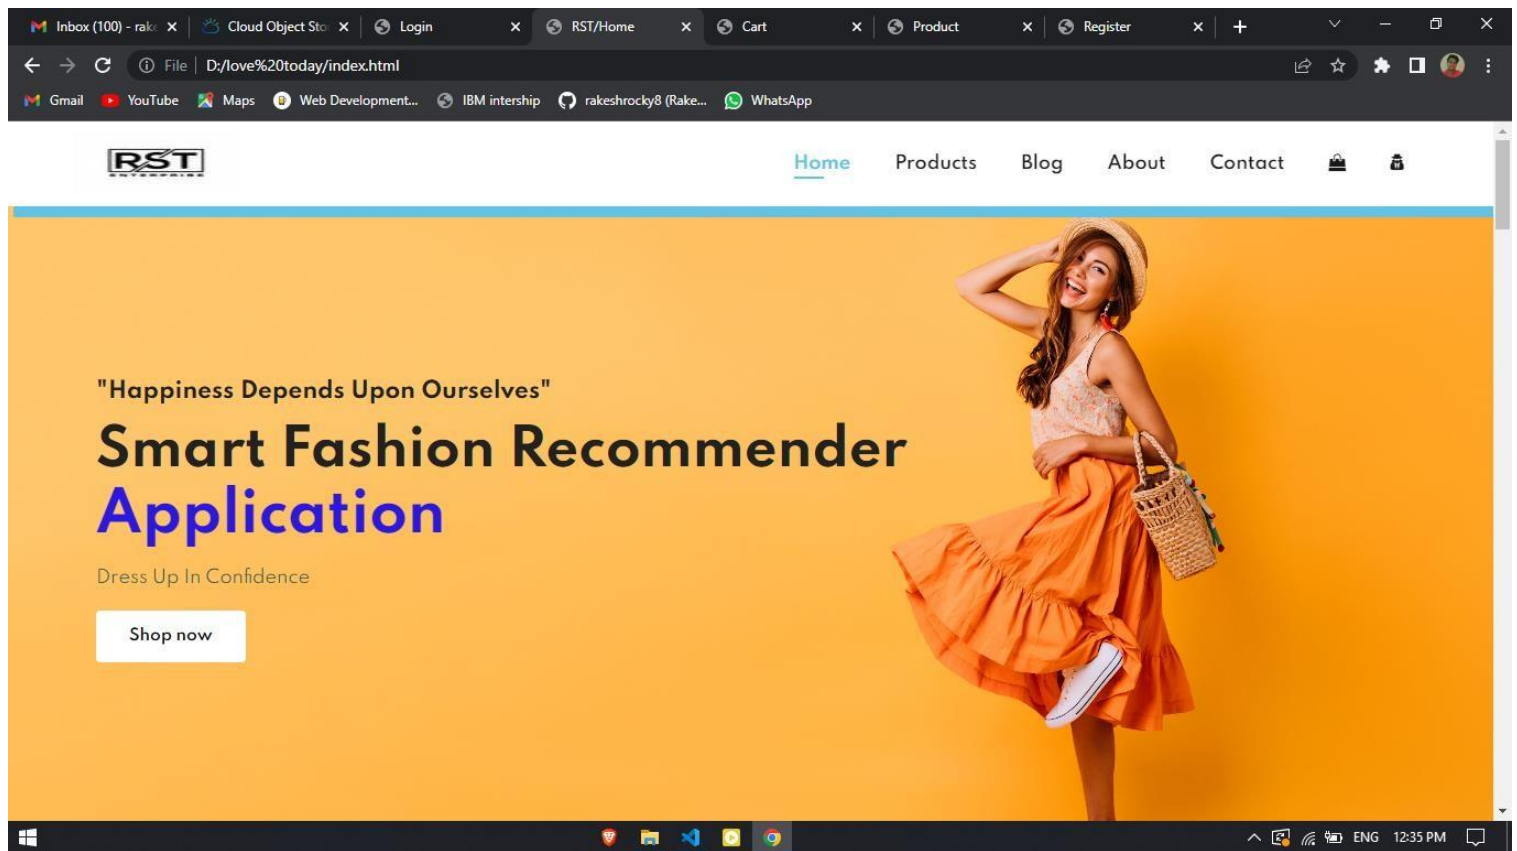 Inbox (100) - rake
Cloud Object Sto
Login
RST/Home
Cart
Product
Register
File | D:/love%20today/index.html
Gmail
YouTube
Maps
Web Development...
IBM intership
rakeshrocky8 (Rake...
WhatsApp
RST
ENTERPRISE
Home
Products
Blog
About
Contact
"Happiness Depends Upon Ourselves"
Smart Fashion Recommender
Application
Dress Up In Confidence
Shop now
ENG
12:35 PM